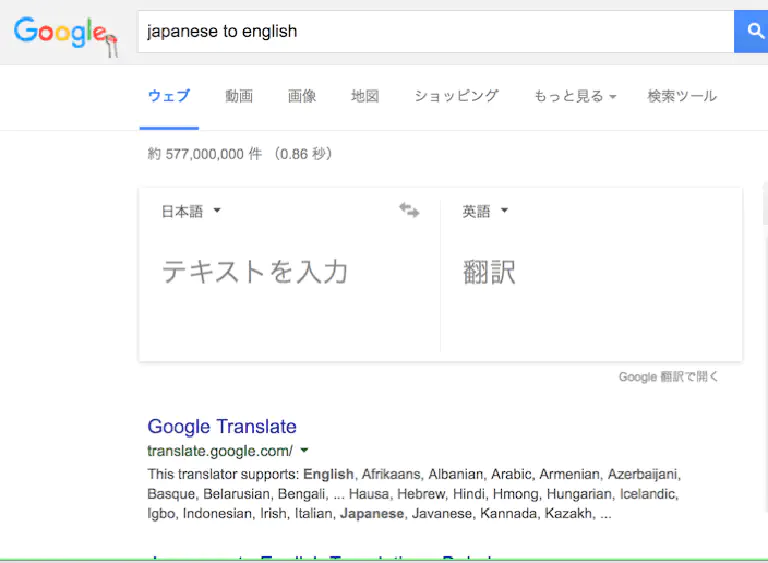 Google
japanese to english
ウェブ 動画 画像 地図 ショッピング もっと見る 検索ツール
約 577,000,000 件 （0.86 秒）
日本語 英語
テキストを入力 翻訳
Google 翻訳で開く
Google Translate
translate.google.com/
This translator supports: English, Afrikaans, Albanian, Arabic, Armenian, Azerbaijani,
Basque, Belarusian, Bengali, ... Hausa, Hebrew, Hindi, Hmong, Hungarian, Icelandic,
Igbo, Indonesian, Irish, Italian, Japanese, Javanese, Kannada, Kazakh, ...